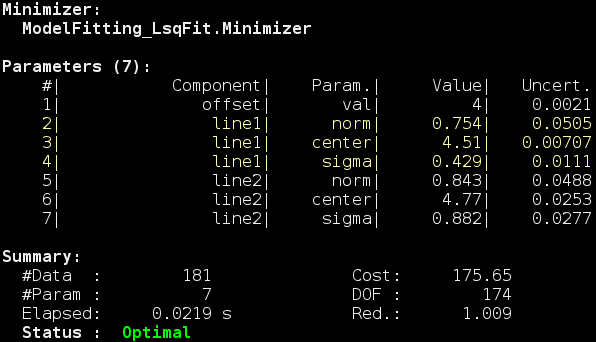 Minimizer:
ModelFitting_LsqFit.Minimizer
Parameters (7):
#| Component| Param.| Value| Uncert.
1| offset| val| 4| 0.0021
2| line1| norm| 0.754| 0.0505
3| line1| center| 4.51| 0.00707
4| line1| sigma| 0.429| 0.0111
5| line2| norm| 0.843| 0.0488
6| line2| center| 4.77| 0.0253
7| line2| sigma| 0.882| 0.0277
Summary:
#Data : 181 Cost: 175.65
#Param : 7 DOF : 174
Elapsed: 0.0219 s Red.: 1.009
Status : Optimal